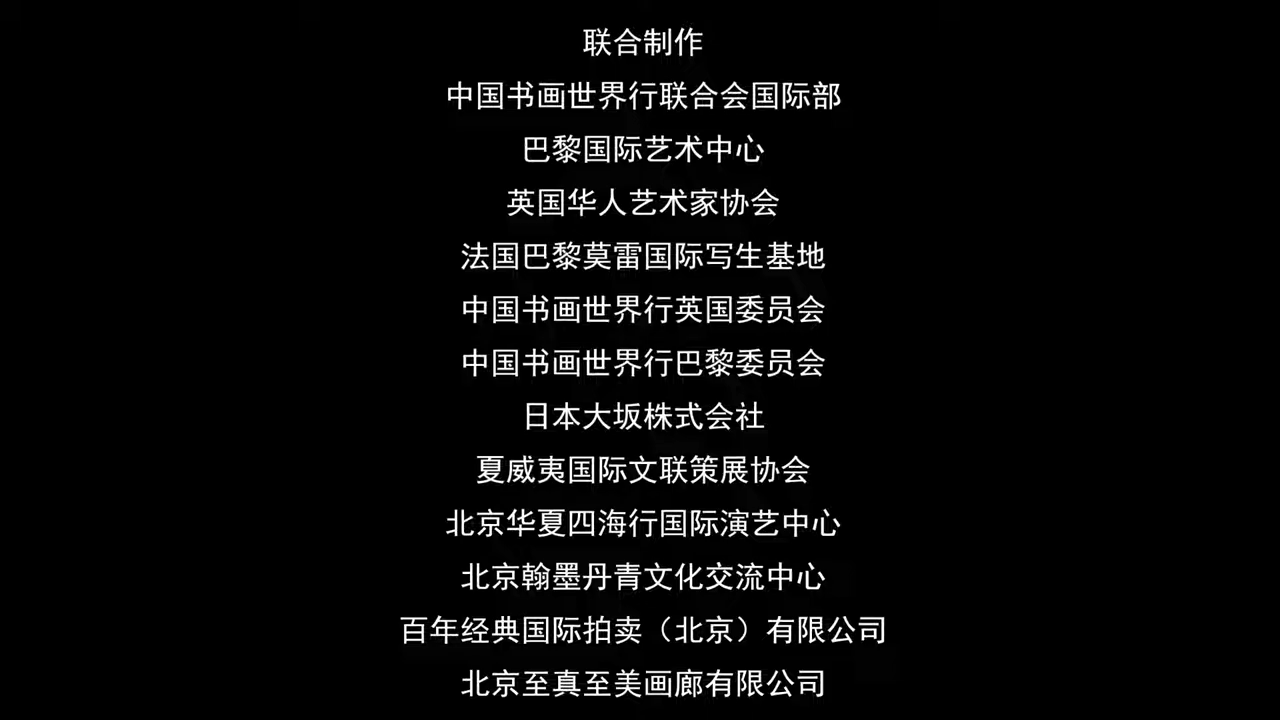 联合制作
中国书画世界行联合会国际部
巴黎国际艺术中心
英国华人艺术家协会
法国巴黎莫雷国际写生基地
中国书画世界行英国委员会
中国书画世界行巴黎委员会
日本大坂株式会社
夏威夷国际文联策展协会
北京华夏四海行国际演艺中心
北京翰墨丹青文化交流中心
百年经典国际拍卖（北京）有限公司
北京至真至美画廊有限公司